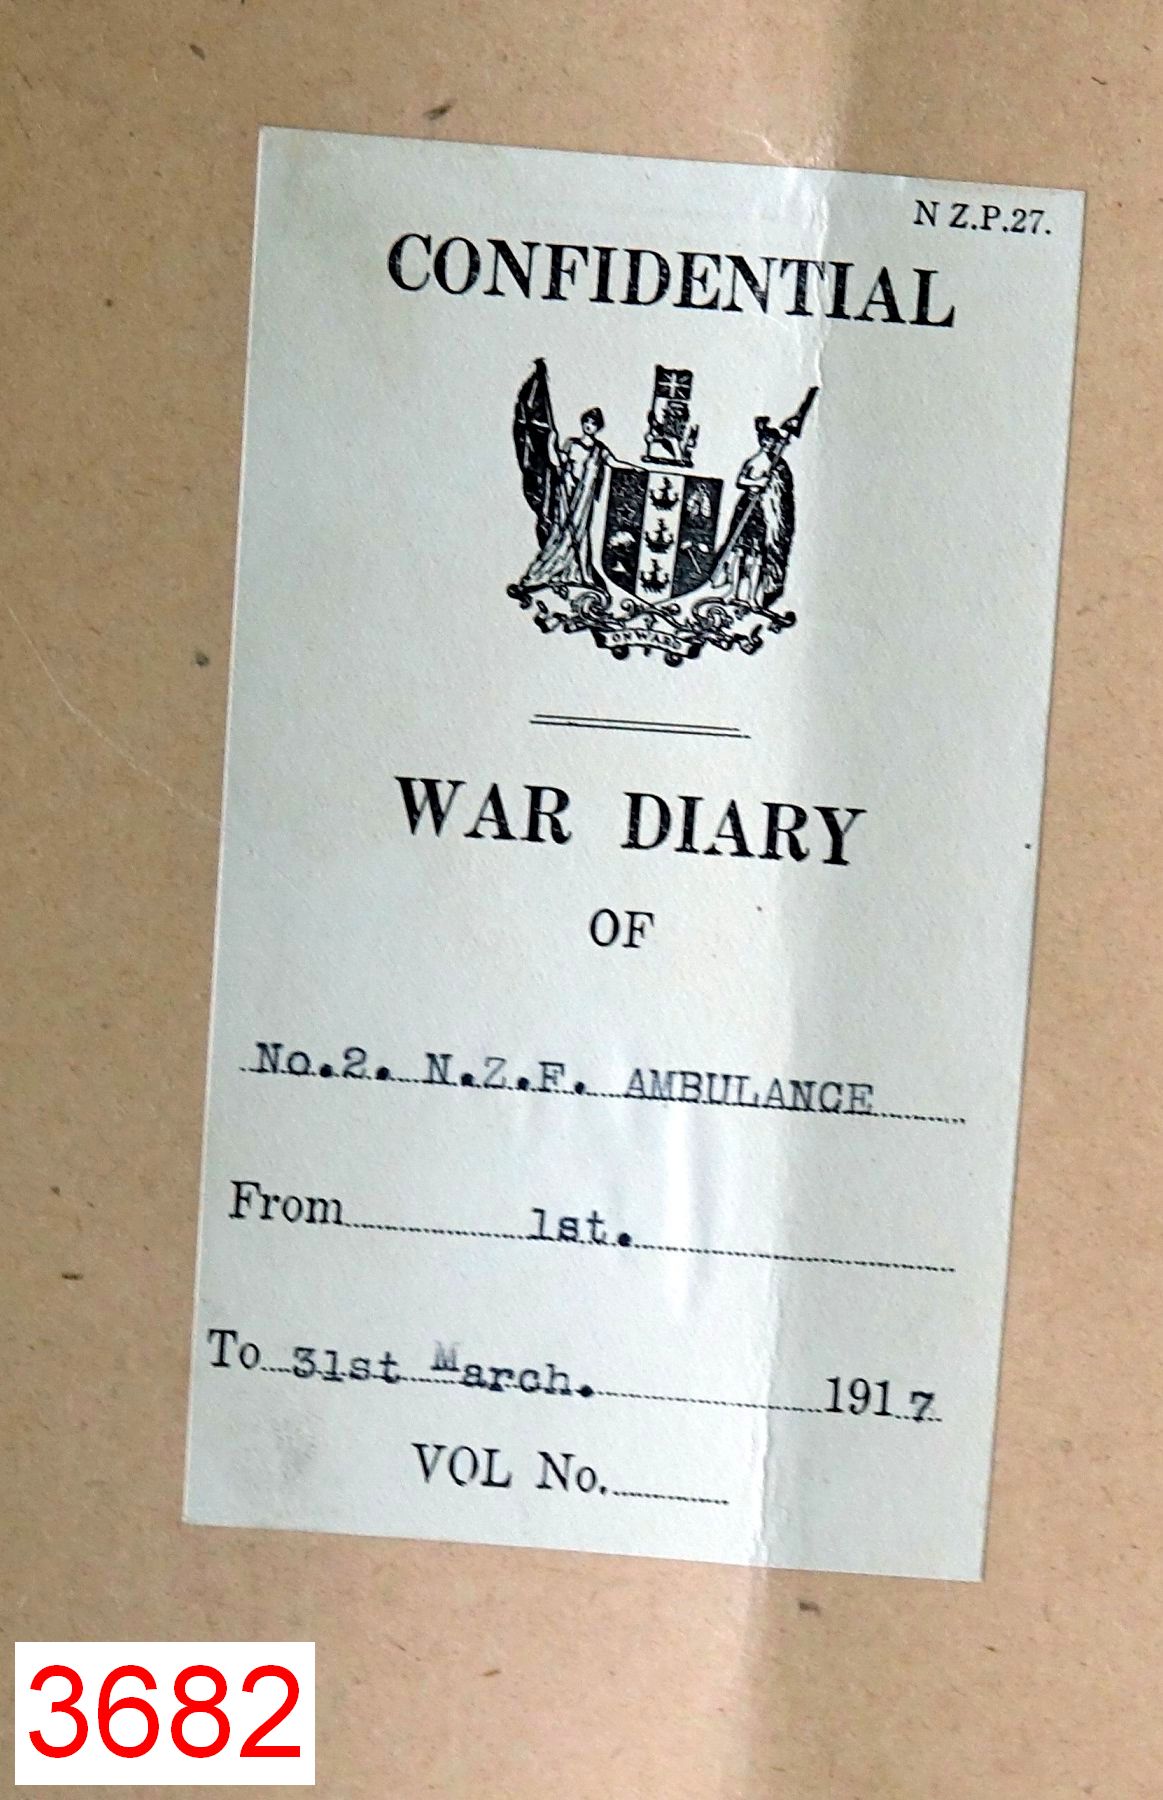 N Z.P.27.
CONFIDENTIAL
ONWARD
WAR DIARY
OF
No.2. N.Z.F. AMBULANCE
From 1st.
To 31st March. 1917
VOL No.
3682